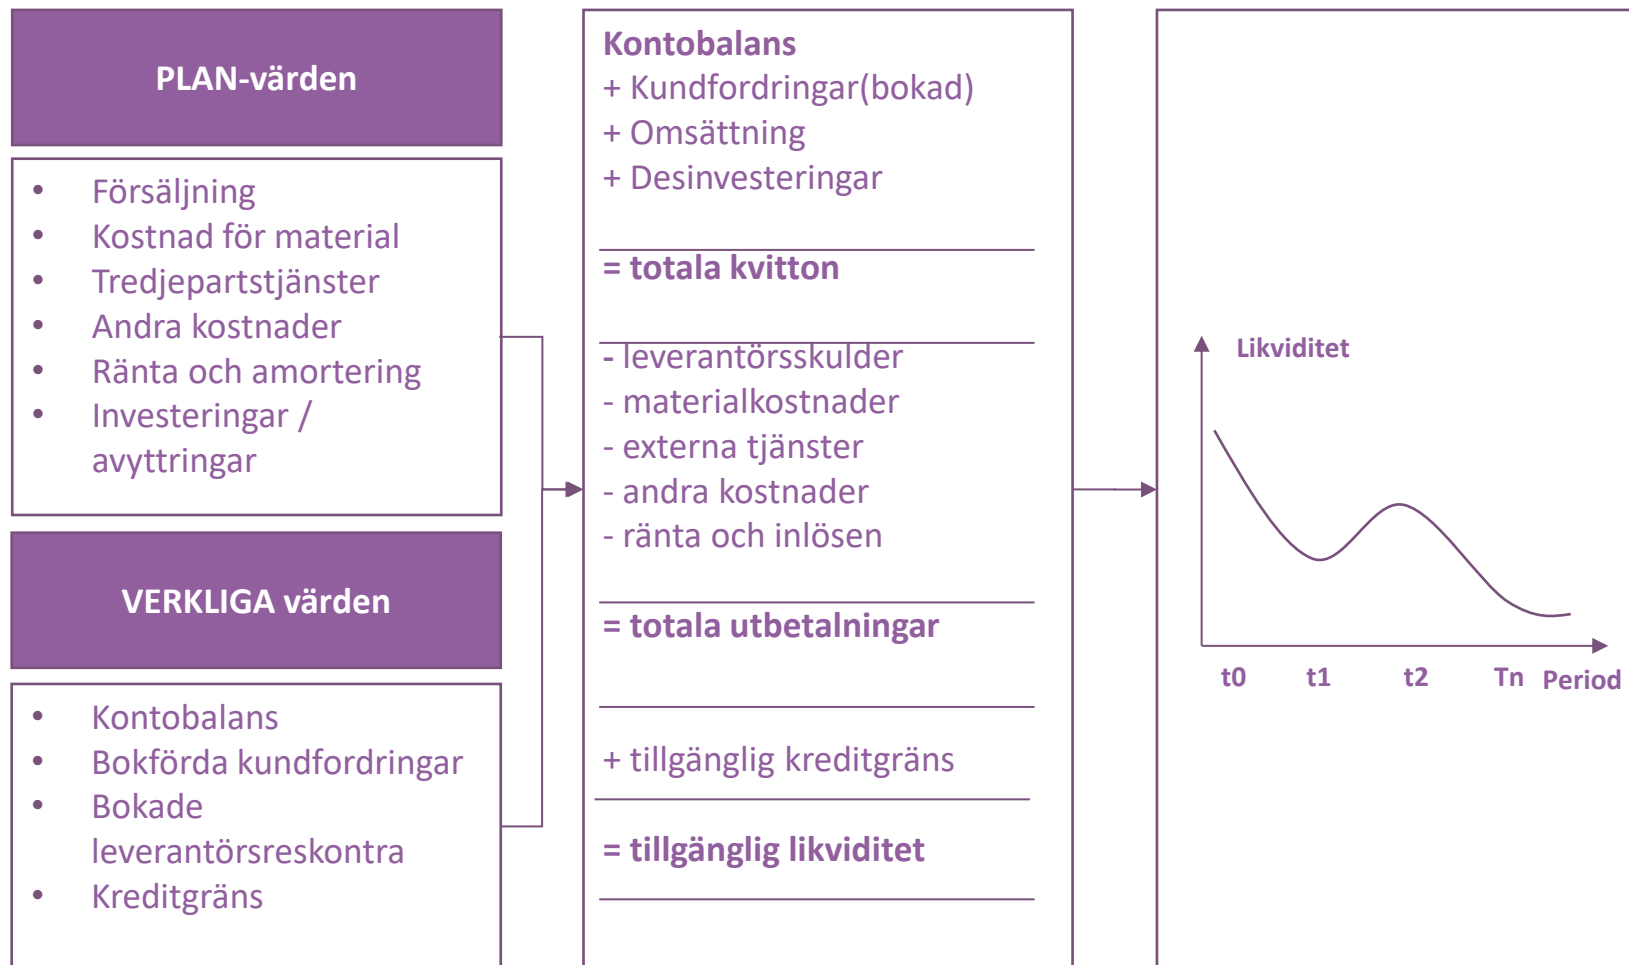 PLAN-värden
• Försäljning
• Kostnad för material
• Tredjepartstjänster
• Andra kostnader
• Ränta och amortering
• Investeringar /
avyttringar
VERKLIGA värden
• Kontobalans
• Bokförda kundfordringar
• Bokade
leverantörsreskontra
• Kreditgräns
Kontobalans
+ Kundfordringar(bokad)
+ Omsättning
+ Desinvesteringar
= totala kvitton
- leverantörsskulder
- materialkostnader
- externa tjänster
- andra kostnader
- ränta och inlösen
= totala utbetalningar
+ tillgänglig kreditgräns
= tillgänglig likviditet
Likviditet
t0 t1 t2 Tn Period